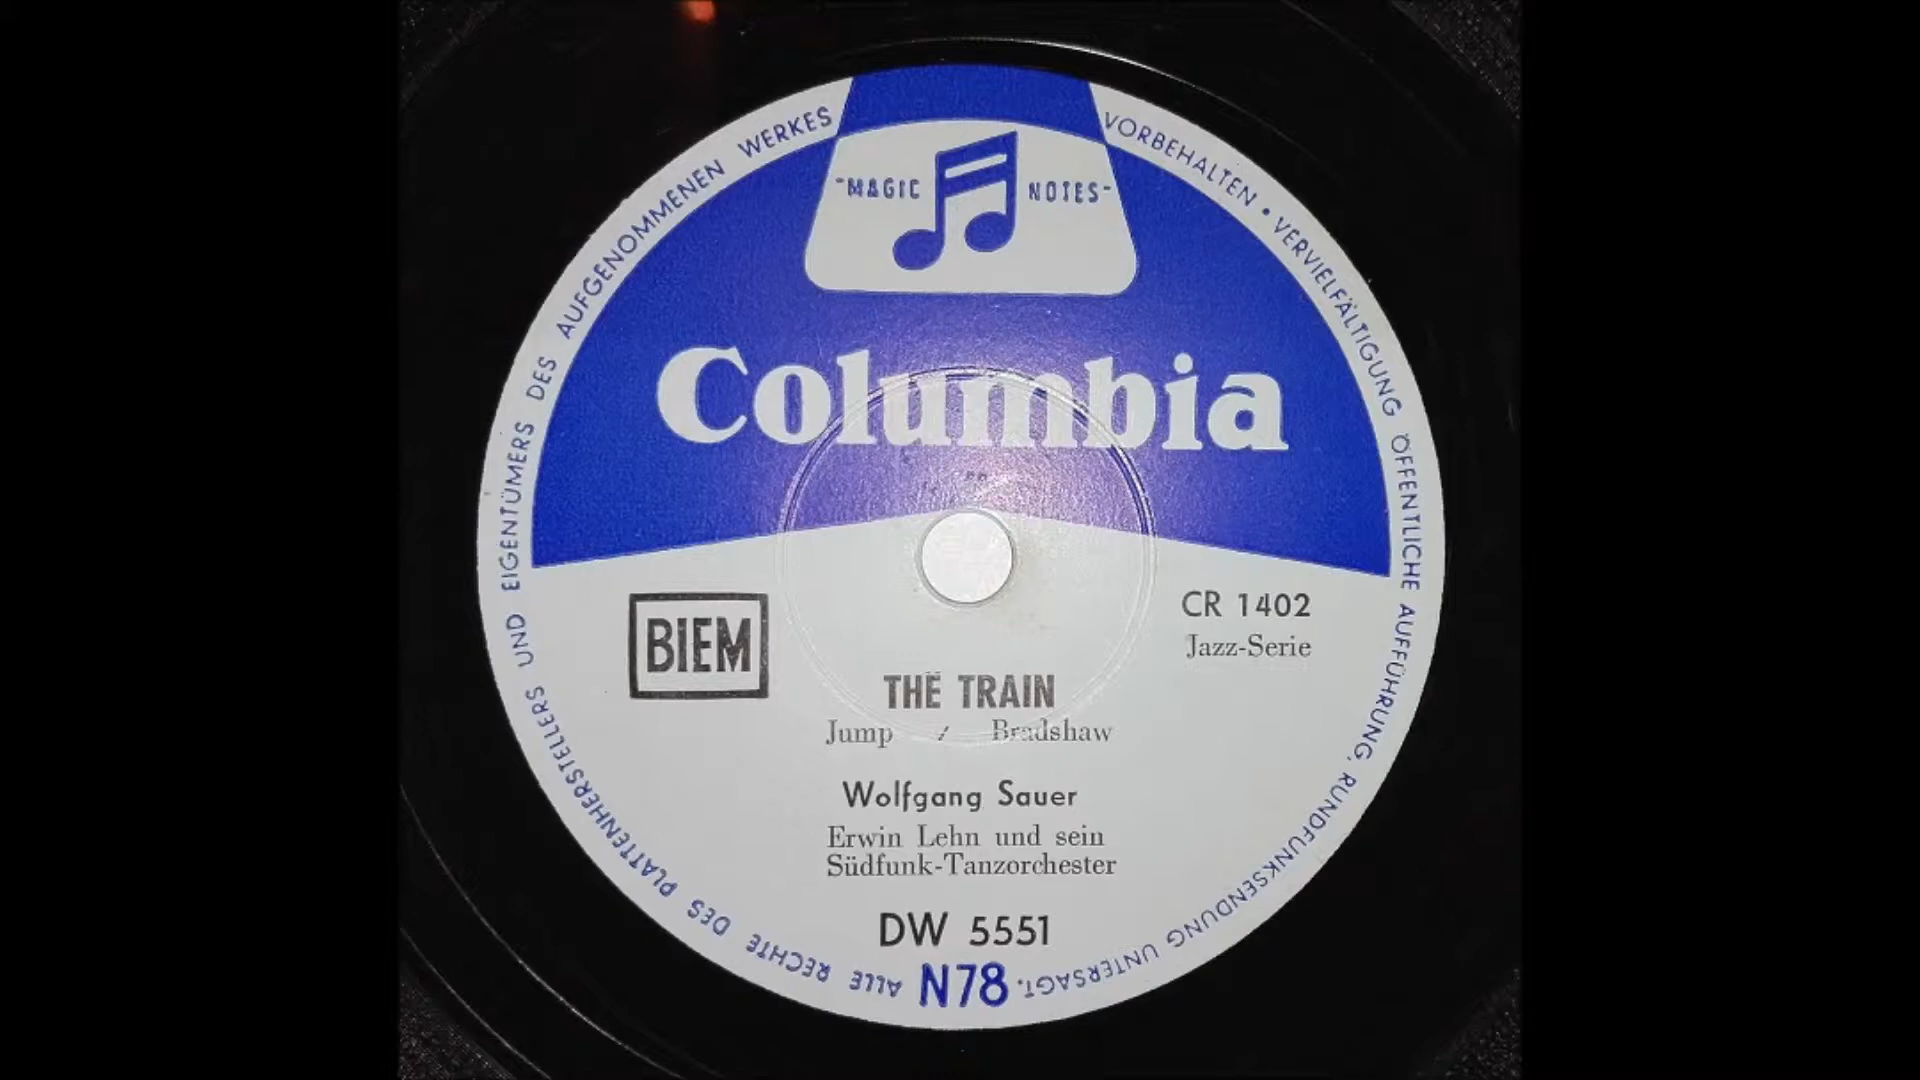 ALLE RECHTE DES PLATTENHERSTELLERS UND EIGENTÜMERS DES AUFGENOMMENEN WERKES VORBEHALTEN • VERVIELFÄLTIGUNG ÖFFENTLICHE AUFFÜHRUNG, RUNDFUNKSENDUNG UNTERSAGT.
"MAGIC NOTES"
Columbia
BIEM
CR 1402
Jazz-Serie
THE TRAIN
Jump / Bradshaw
Wolfgang Sauer
Erwin Lehn und sein
Südfunk-Tanzorchester
DW 5551
N78